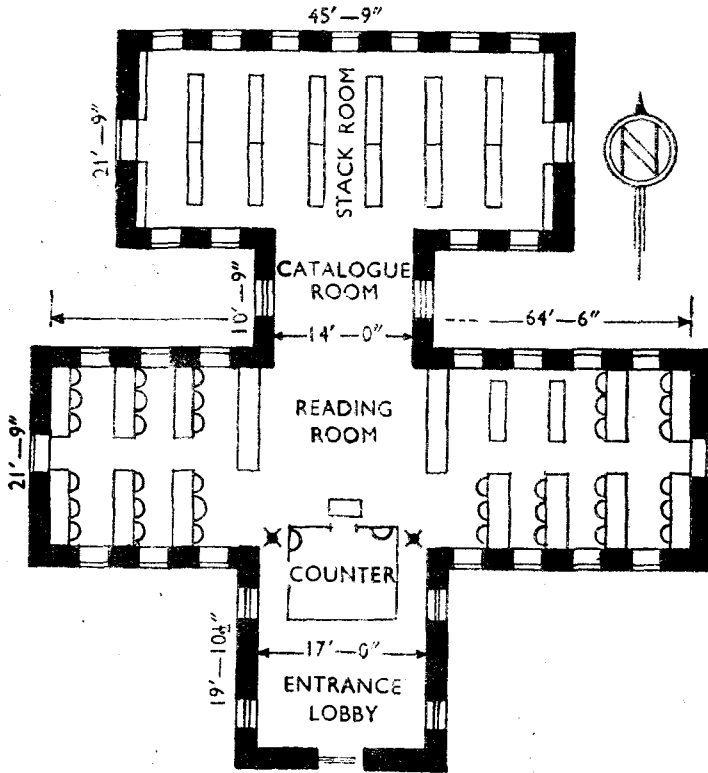 45′—9″
21′—9″
STACK ROOM
N
CATALOGUE
ROOM
10′—9″
14′—0″
64′—6″
READING
ROOM
21′—9″
COUNTER
19′—10½″
17′—0″
ENTRANCE
LOBBY